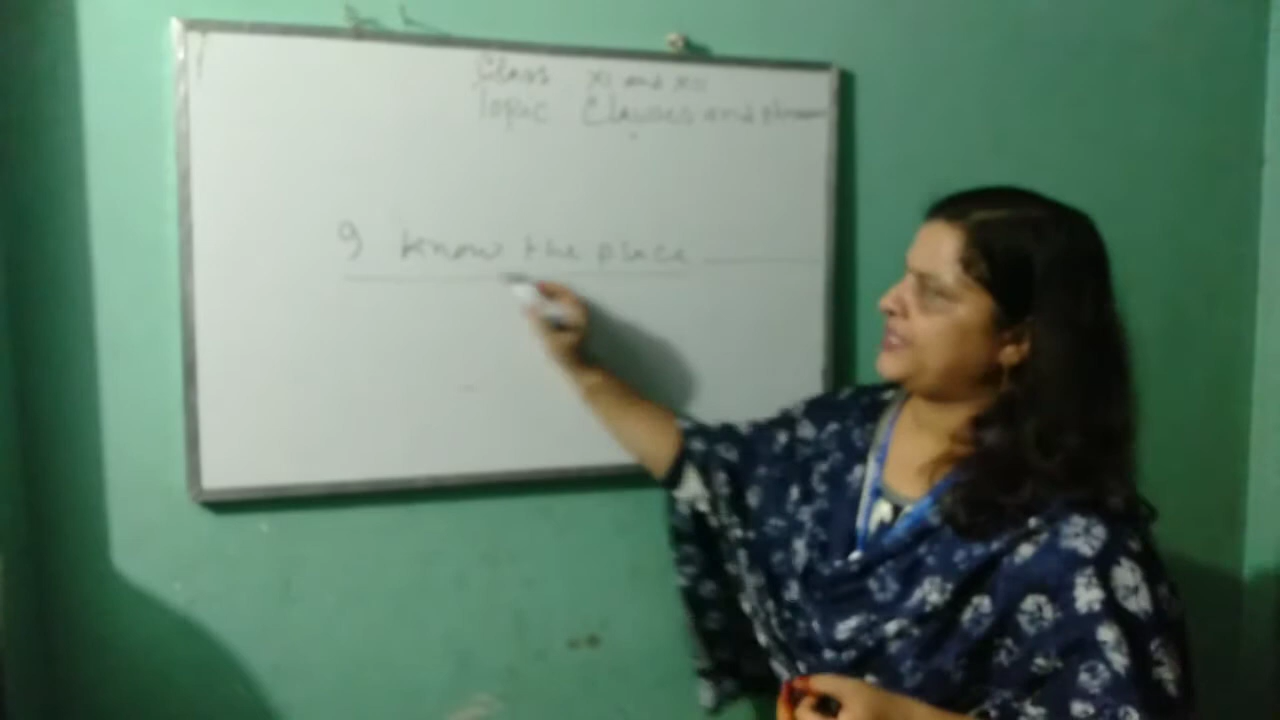 Class XI and XII
Topic Clauses and phrases
I know the place